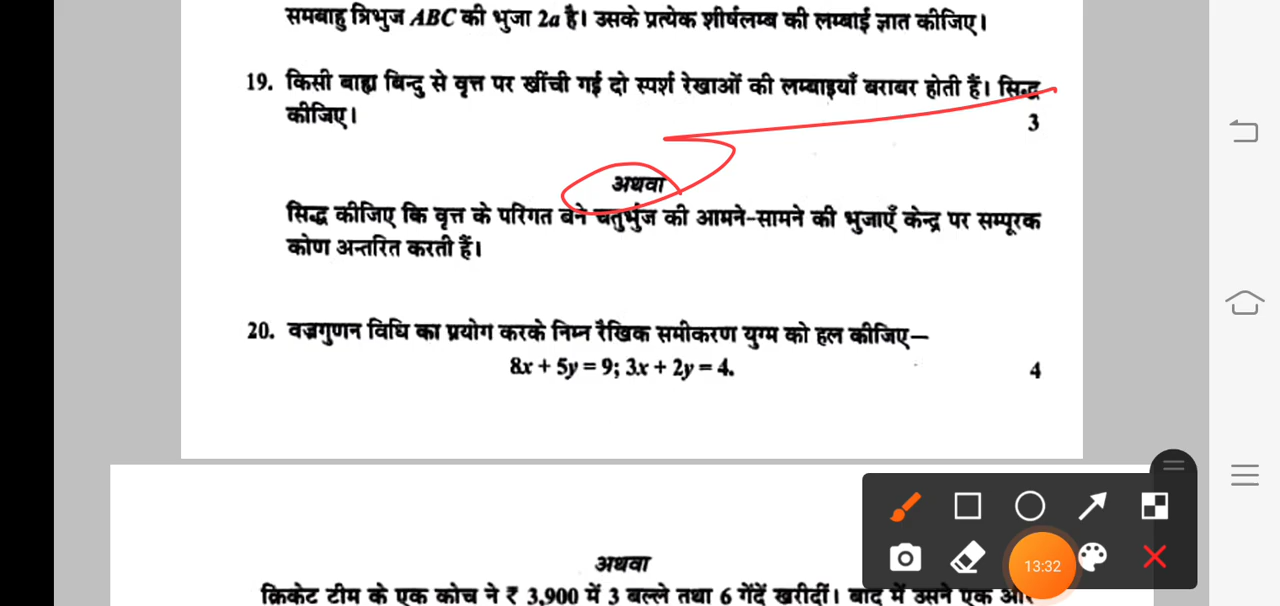 समबाहु त्रिभुज ABC की भुजा 2a है। उसके प्रत्येक शीर्षलम्ब की लम्बाई ज्ञात कीजिए।
19. किसी बाह्य बिन्दु से वृत्त पर खींची गई दो स्पर्श रेखाओं की लम्बाइयाँ बराबर होती हैं। सिद्ध
कीजिए।
3
अथवा
सिद्ध कीजिए कि वृत्त के परिगत बने चतुर्भुज की आमने-सामने की भुजाएँ केन्द्र पर सम्पूरक
कोण अन्तरित करती हैं।
20. वज्रगुणन विधि का प्रयोग करके निम्न रैखिक समीकरण युग्म को हल कीजिए–
8x + 5y = 9; 3x + 2y = 4.
4
अथवा
क्रिकेट टीम के एक कोच ने ₹ 3,900 में 3 बल्ले तथा 6 गेंदें खरीदीं। बाद में उसने एक और
13:32